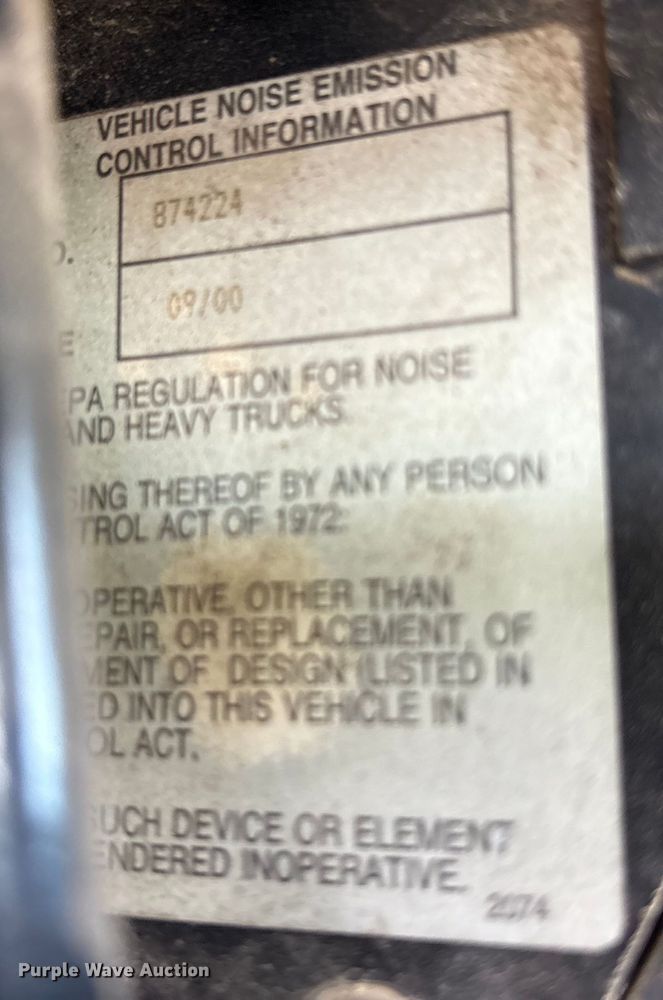 VEHICLE NOISE EMISSION
CONTROL INFORMATION
874224
09/00
PA REGULATION FOR NOISE
AND HEAVY TRUCKS.
ING THEREOF BY ANY PERSON
TROL ACT OF 1972:
OPERATIVE, OTHER THAN
EPAIR, OR REPLACEMENT, OF
MENT OF DESIGN (LISTED IN
ED INTO THIS VEHICLE IN
OL ACT.
UCH DEVICE OR ELEMENT
ENDERED INOPERATIVE.
2074
Purple Wave Auction